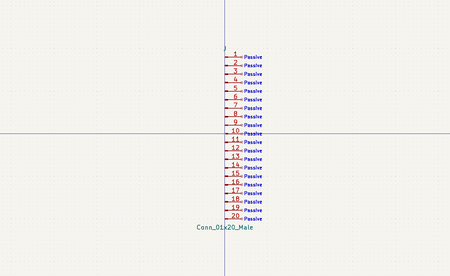 J
1 Passive
2 Passive
3 Passive
4 Passive
5 Passive
6 Passive
7 Passive
8 Passive
9 Passive
10 Passive
11 Passive
12 Passive
13 Passive
14 Passive
15 Passive
16 Passive
17 Passive
18 Passive
19 Passive
20 Passive
Conn_01x20_Male